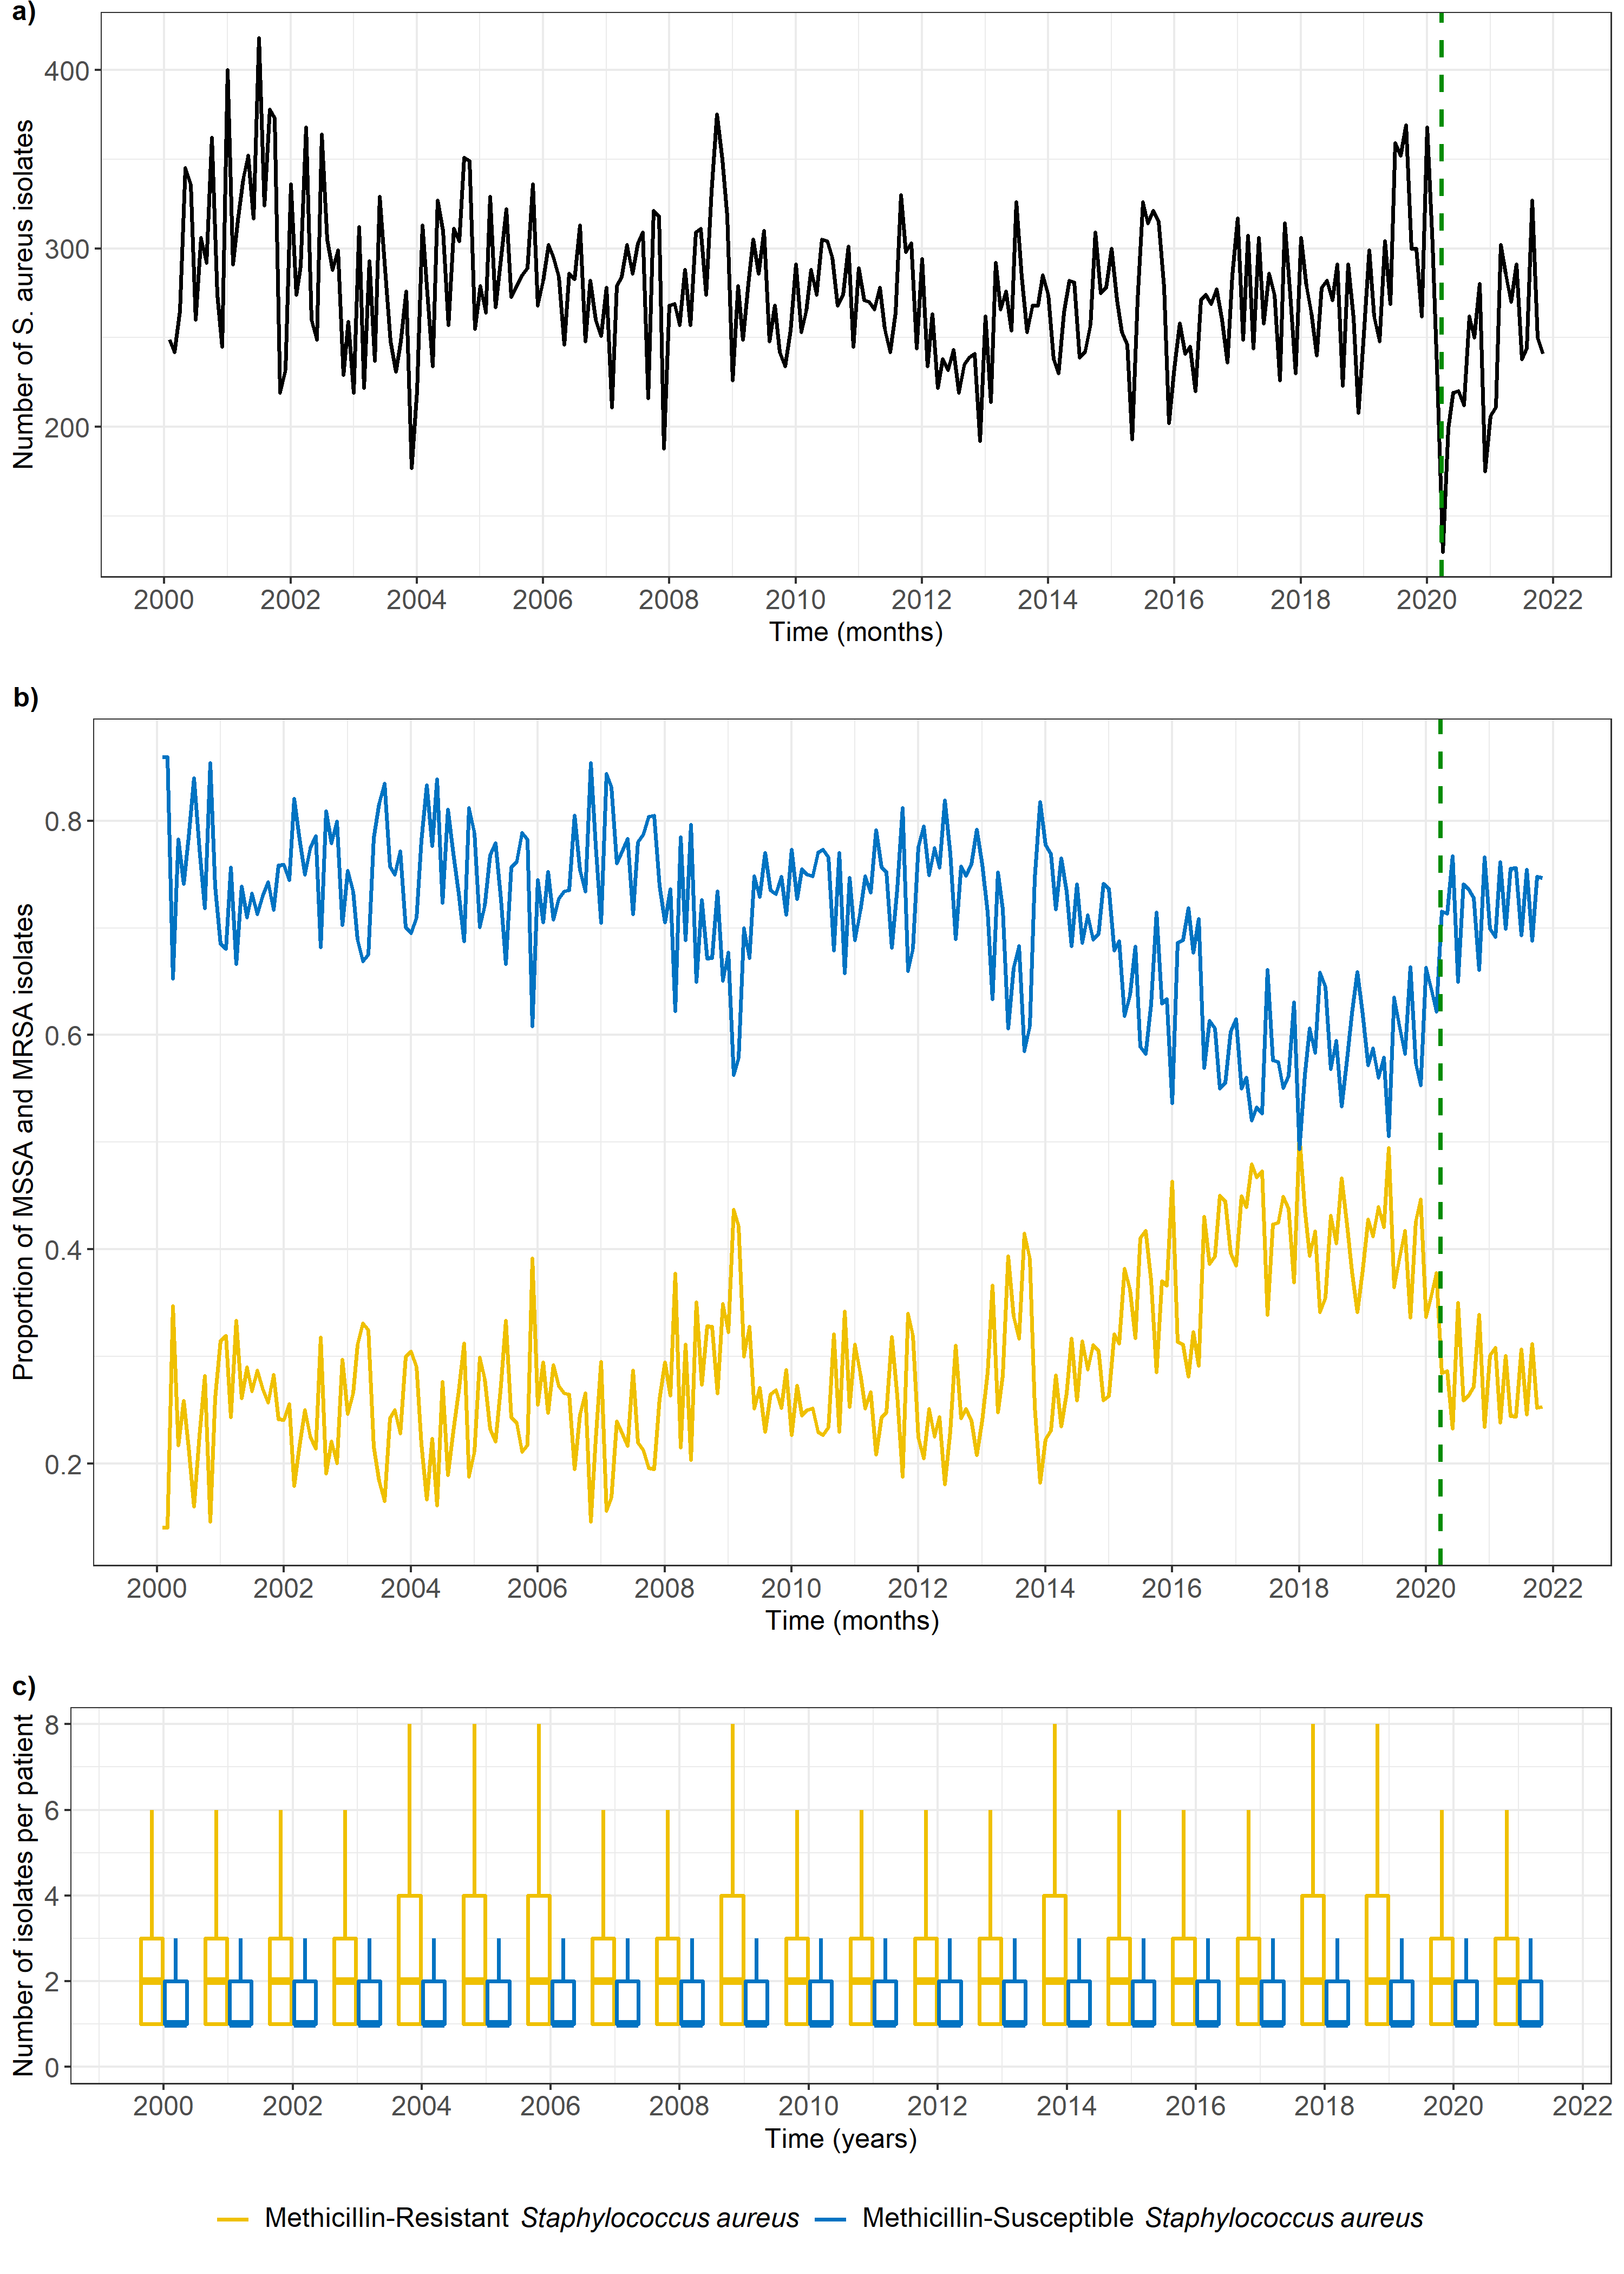 a)
Number of S. aureus isolates
400
300
200
2000 2002 2004 2006 2008 2010 2012 2014 2016 2018 2020 2022
Time (months)
b)
Proportion of MSSA and MRSA isolates
0.8
0.6
0.4
0.2
2000 2002 2004 2006 2008 2010 2012 2014 2016 2018 2020 2022
Time (months)
c)
Number of isolates per patient
8
6
4
2
0
2000 2002 2004 2006 2008 2010 2012 2014 2016 2018 2020 2022
Time (years)
Methicillin-Resistant Staphylococcus aureus Methicillin-Susceptible Staphylococcus aureus